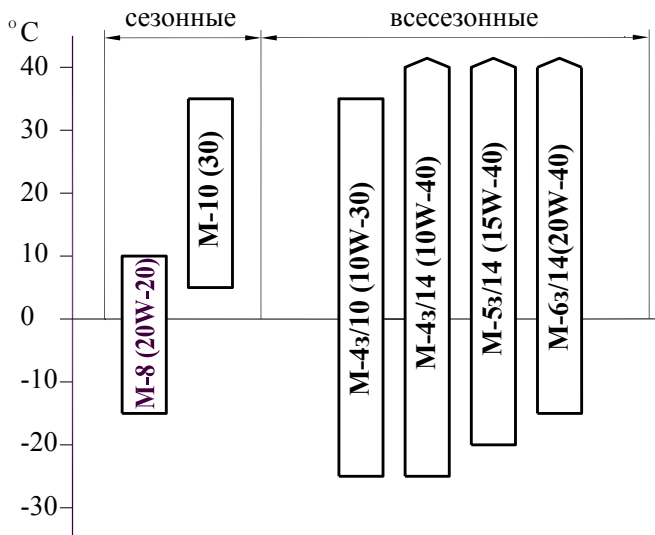 сезонные
всесезонные
°С
40
30
20
10
0
-10
-20
-30
М-8 (20W-20)
М-10 (30)
М-4з/10 (10W-30)
М-4з/14 (10W-40)
М-5з/14 (15W-40)
М-6з/14(20W-40)